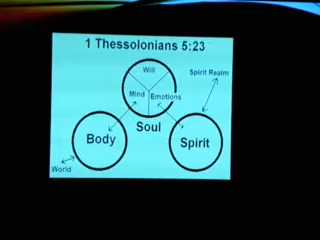 1 Thessolonians 5:23
Will
Spirit Realm
Mind
Emotions
Soul
Body
Spirit
World